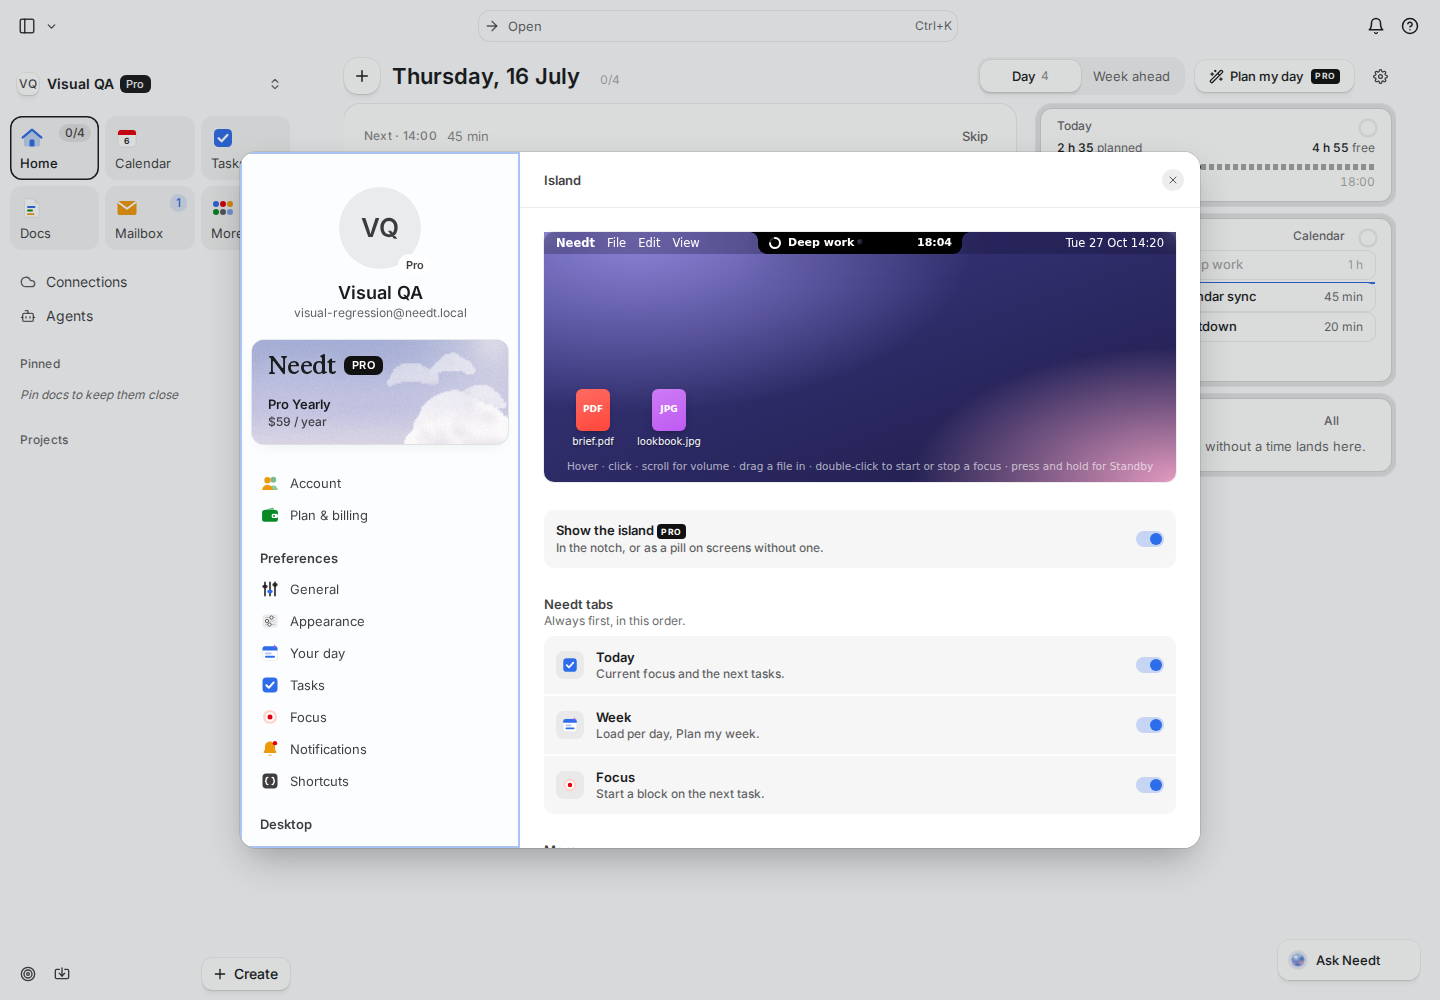 Open
Ctrl+K
VQ Visual QA Pro
Thursday, 16 July 0/4
Day 4
Week ahead
Plan my day PRO
Home 0/4
Calendar 6
Tasks
Docs
Mailbox 1
More
Connections
Agents
Pinned
Pin docs to keep them close
Projects
Create
Next · 14:00 45 min
Skip
Today
2 h 35 planned
4 h 55 free
18:00
Calendar
p work 1 h
ndar sync 45 min
tdown 20 min
All
without a time lands here.
Ask Needt
VQ
Pro
Visual QA
visual-regression@needt.local
Needt PRO
Pro Yearly
$59 / year
Account
Plan & billing
Preferences
General
Appearance
Your day
Tasks
Focus
Notifications
Shortcuts
Desktop
Island
Needt File Edit View
Deep work 18:04
Tue 27 Oct 14:20
PDF
JPG
brief.pdf
lookbook.jpg
Hover · click · scroll for volume · drag a file in · double-click to start or stop a focus · press and hold for Standby
Show the island PRO
In the notch, or as a pill on screens without one.
Needt tabs
Always first, in this order.
Today
Current focus and the next tasks.
Week
Load per day, Plan my week.
Focus
Start a block on the next task.